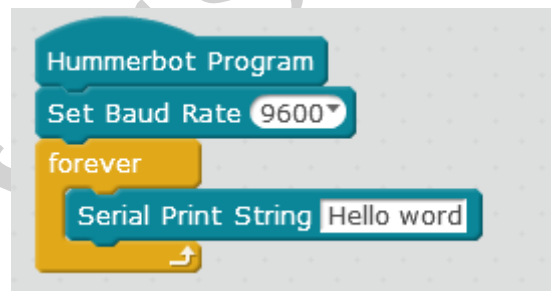 Hummerbot Program
Set Baud Rate 9600
forever
Serial Print String Hello word